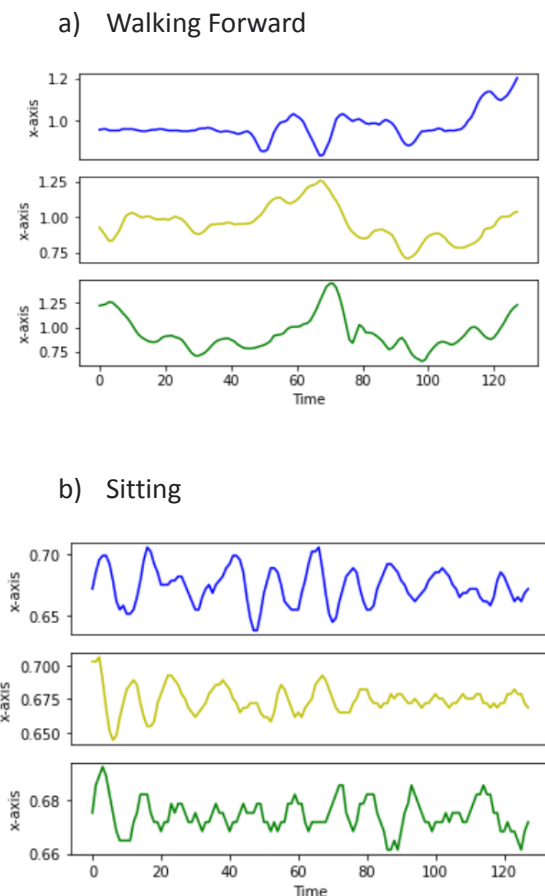 a) Walking Forward
1.2
1.0
x-axis
1.25
1.00
0.75
x-axis
1.25
1.00
0.75
x-axis
0 20 40 60 80 100 120
Time
b) Sitting
0.70
0.65
x-axis
0.700
0.675
0.650
x-axis
0.68
0.66
x-axis
0 20 40 60 80 100 120
Time